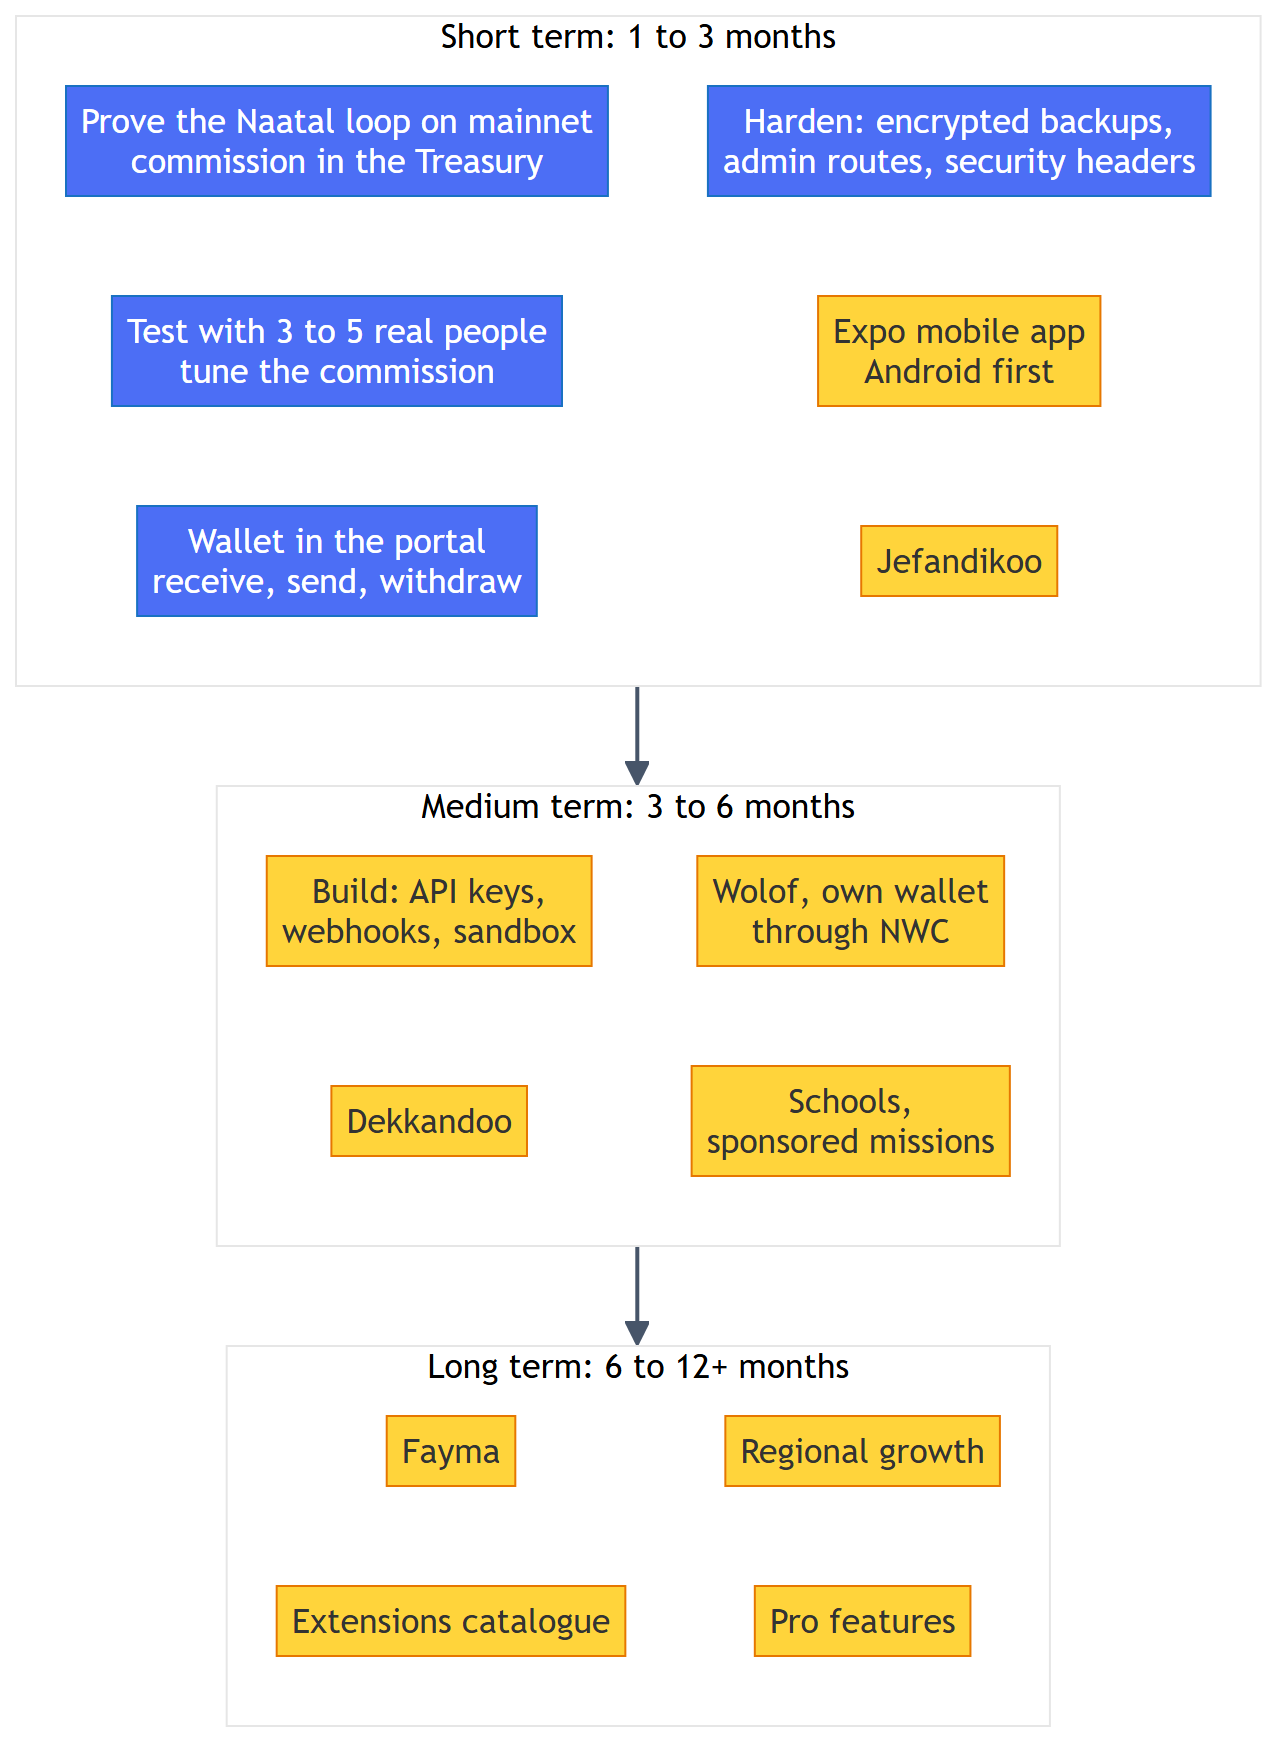 Short term: 1 to 3 months
Prove the Naatal loop on mainnet
commission in the Treasury
Harden: encrypted backups,
admin routes, security headers
Test with 3 to 5 real people
tune the commission
Expo mobile app
Android first
Wallet in the portal
receive, send, withdraw
Jefandikoo
Medium term: 3 to 6 months
Build: API keys,
webhooks, sandbox
Wolof, own wallet
through NWC
Dekkandoo
Schools,
sponsored missions
Long term: 6 to 12+ months
Fayma
Regional growth
Extensions catalogue
Pro features